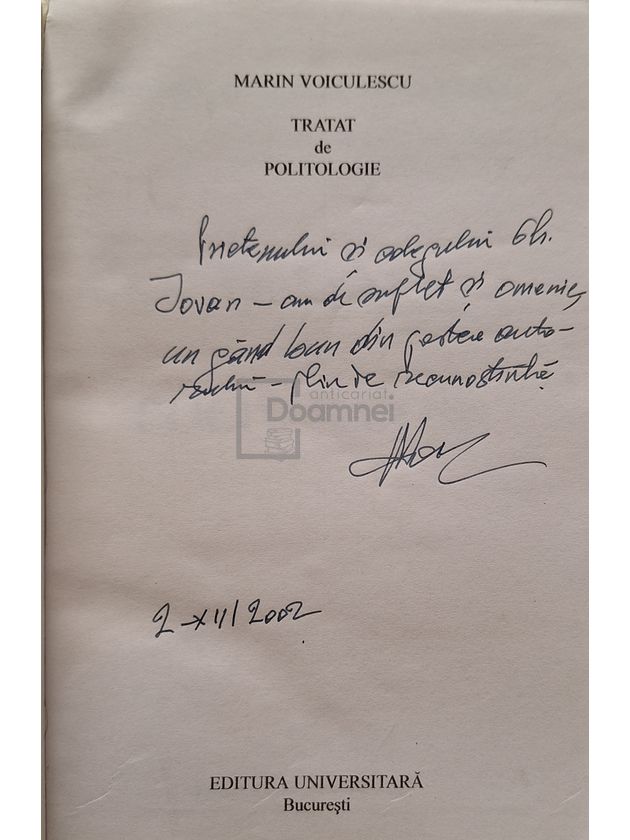 MARIN VOICULESCU
TRATAT
de
POLITOLOGIE
Prietenului și colegului Gh.
Iovan – om de suflet și omenie,
un gând bun din partea auto-
rului – plin de recunoștință
anticariat
Doamnei
2-XII/2002
EDITURA UNIVERSITARĂ
București